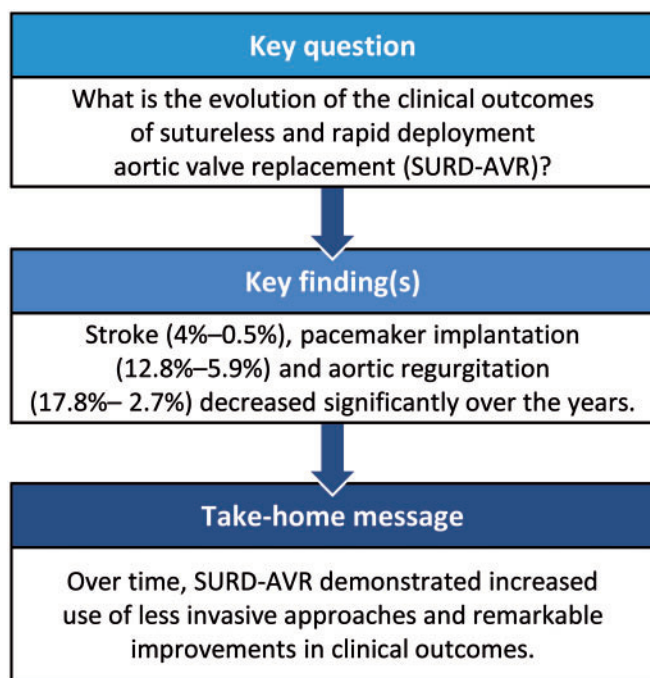 Key question
What is the evolution of the clinical outcomes
of sutureless and rapid deployment
aortic valve replacement (SURD-AVR)?
Key finding(s)
Stroke (4%–0.5%), pacemaker implantation
(12.8%–5.9%) and aortic regurgitation
(17.8%– 2.7%) decreased significantly over the years.
Take-home message
Over time, SURD-AVR demonstrated increased
use of less invasive approaches and remarkable
improvements in clinical outcomes.